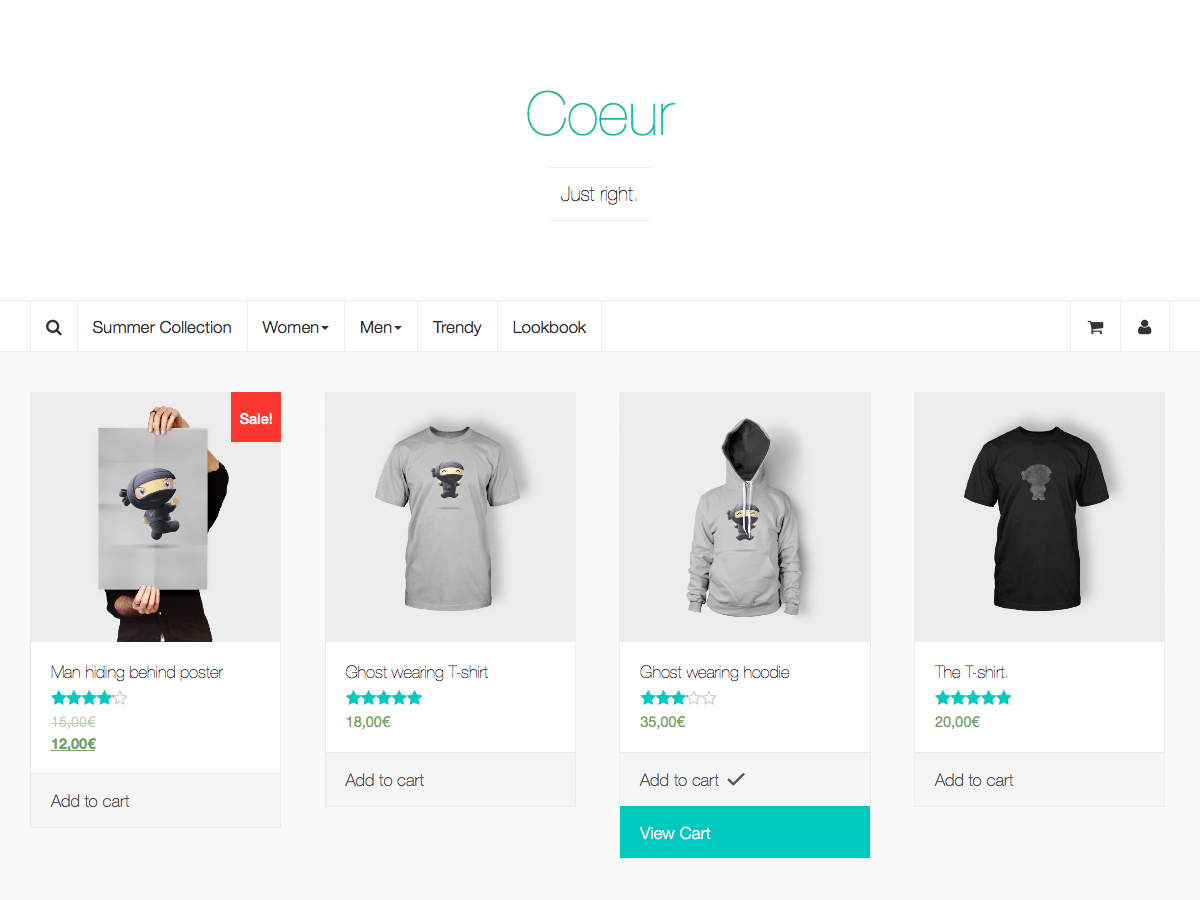 Coeur
Just right.
Summer Collection Women Men Trendy Lookbook
Sale!
Man hiding behind poster
15,00€
12,00€
Add to cart
Ghost wearing T-shirt
18,00€
Add to cart
Ghost wearing hoodie
35,00€
Add to cart
View Cart
The T-shirt.
20,00€
Add to cart